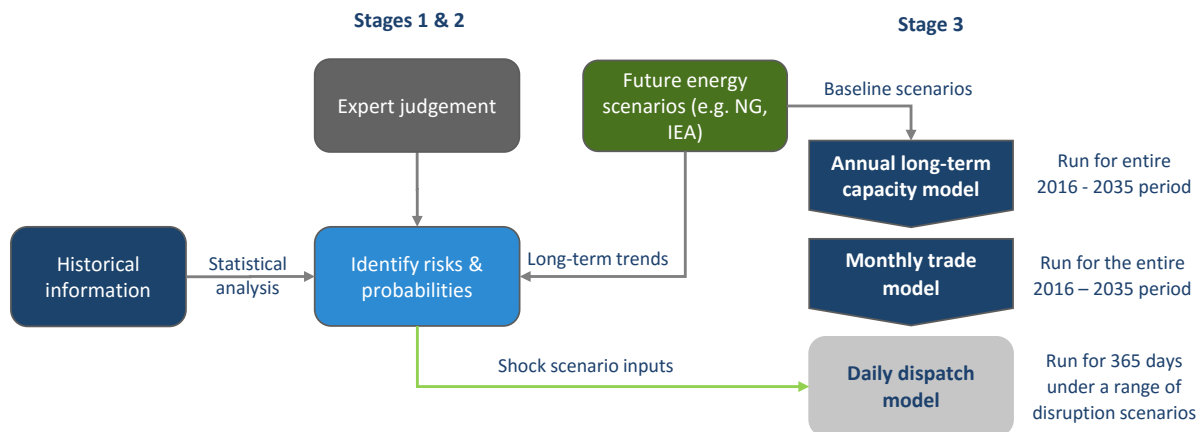 Stages 1 & 2
Stage 3
Expert judgement
Future energy
scenarios (e.g. NG,
IEA)
Baseline scenarios
Annual long-term
capacity model
Run for entire
2016 - 2035 period
Historical
information
Statistical
analysis
Identify risks &
probabilities
Long-term trends
Monthly trade
model
Run for the entire
2016 – 2035 period
Shock scenario inputs
Daily dispatch
model
Run for 365 days
under a range of
disruption scenarios